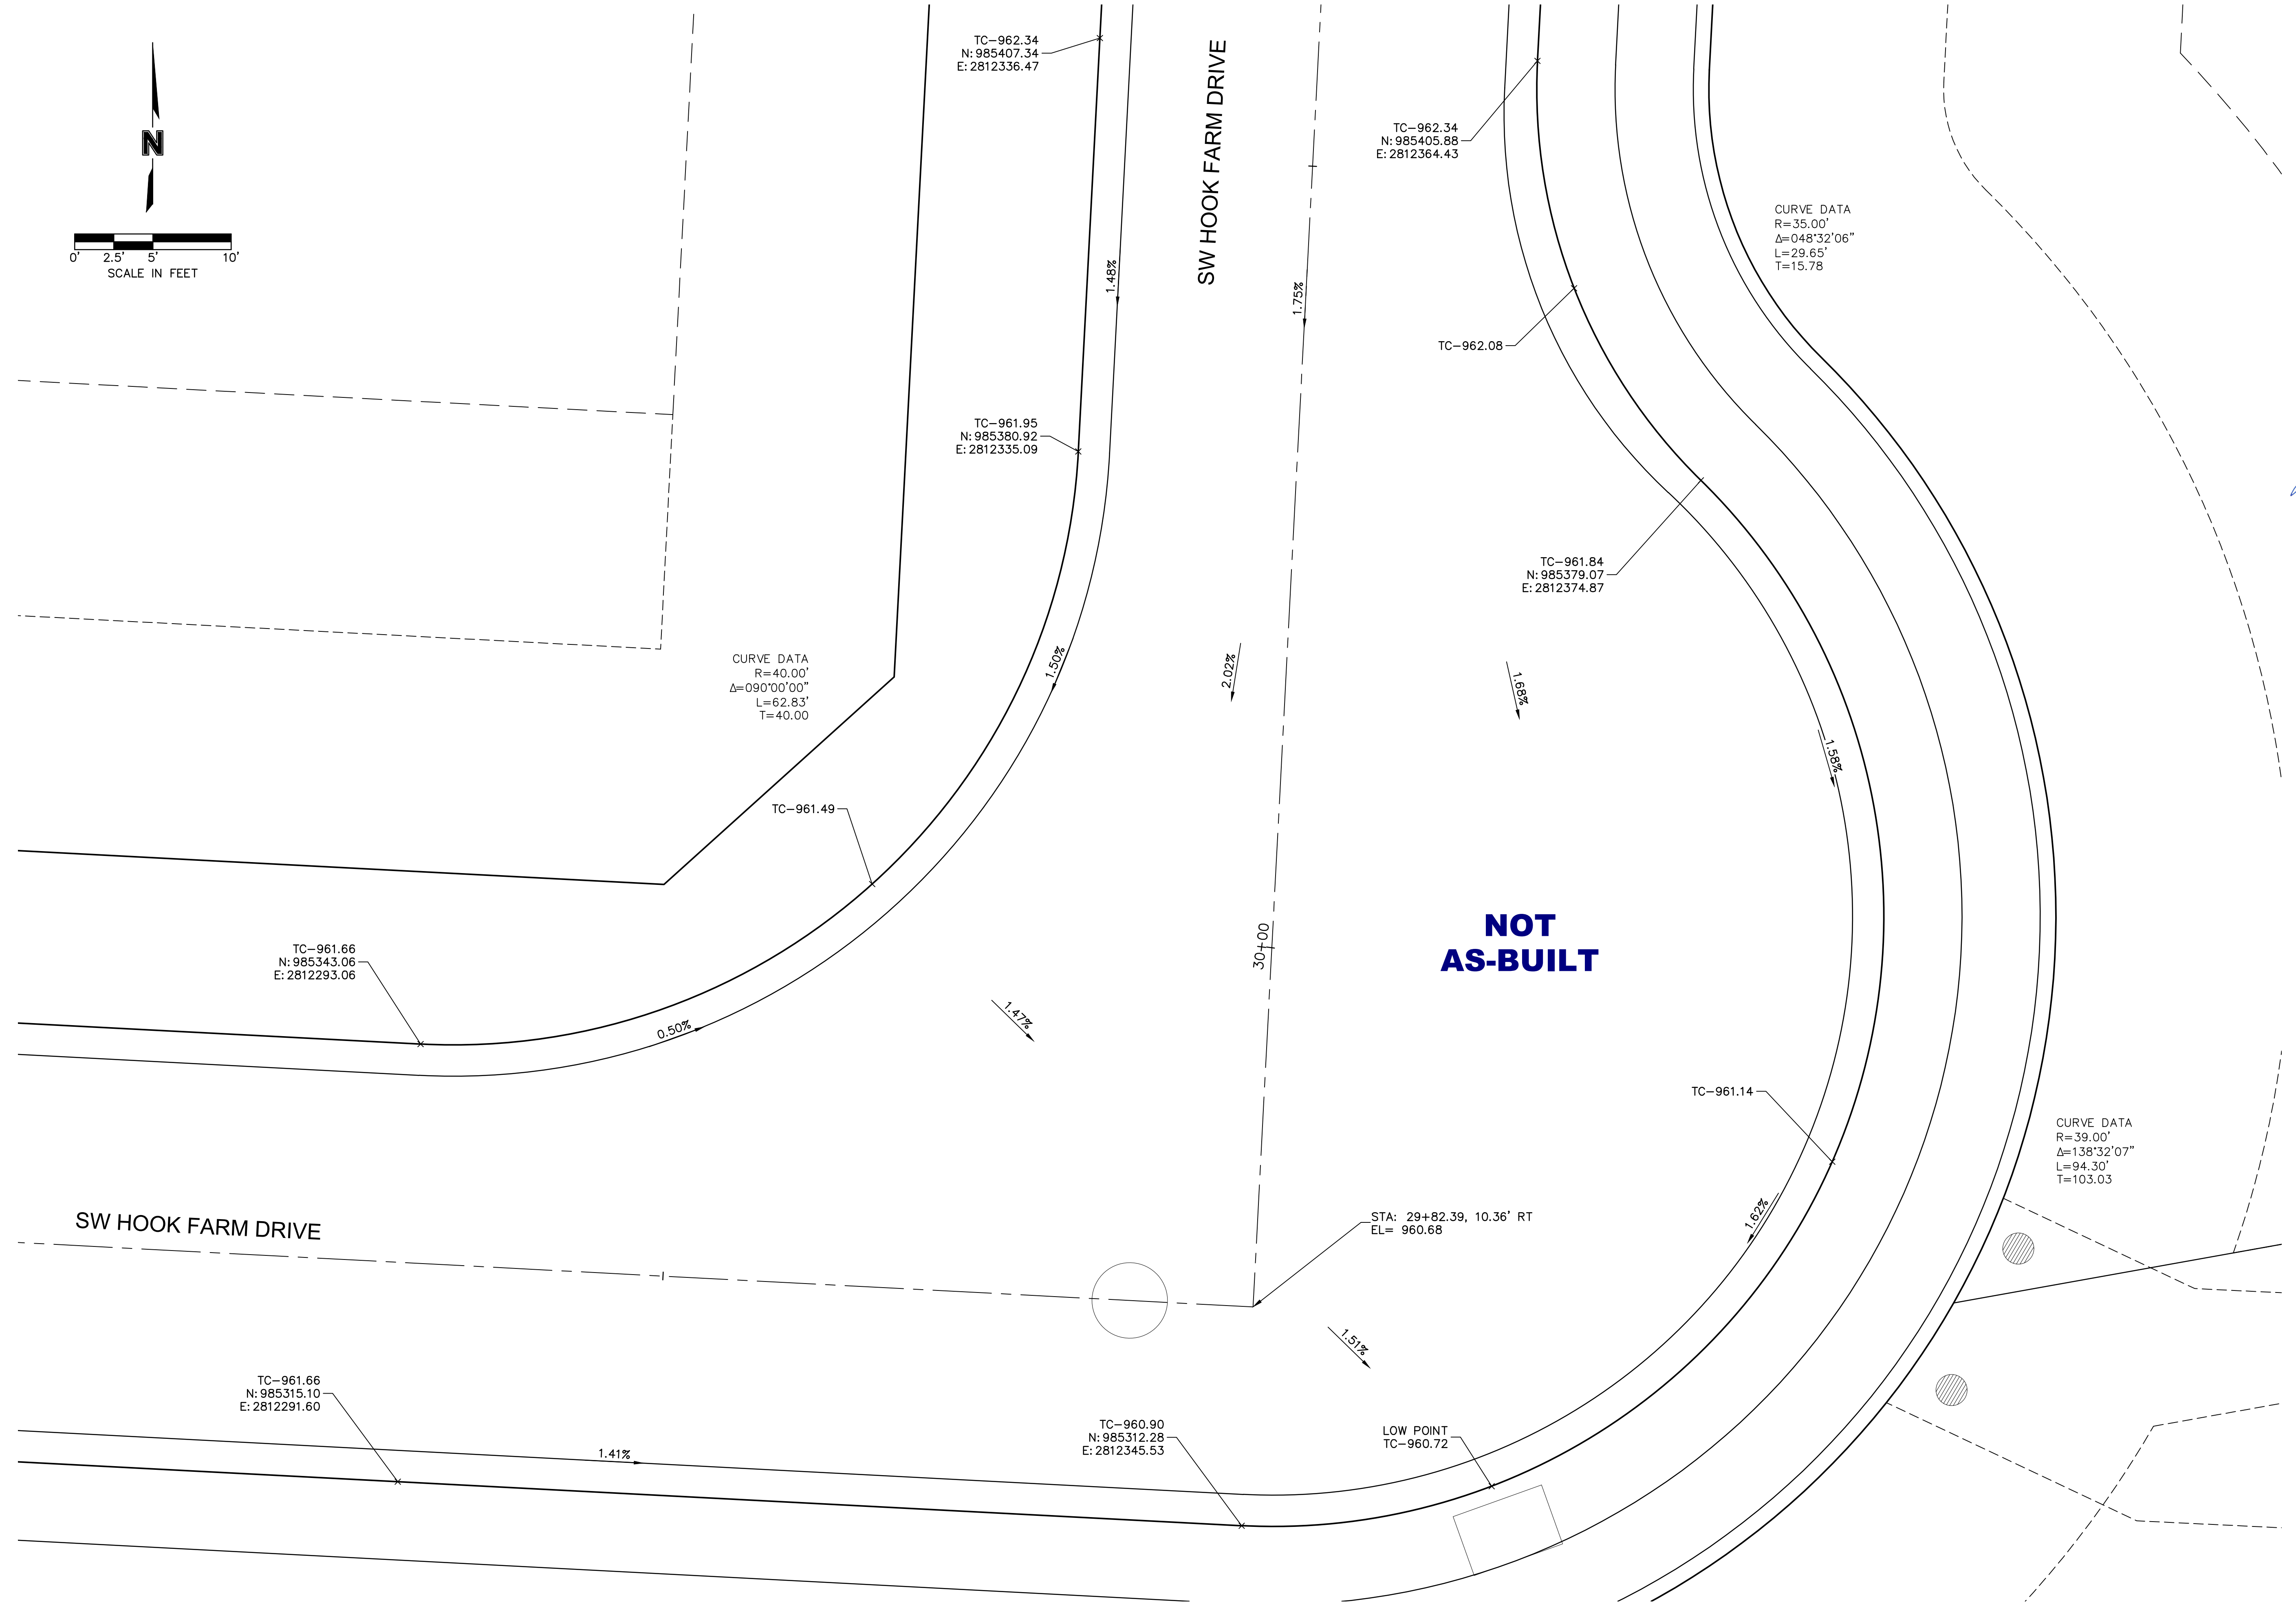 N
0' 2.5' 5' 10'
SCALE IN FEET
TC-962.34
N: 985407.34
E: 2812336.47
SW HOOK FARM DRIVE
TC-962.34
N: 985405.88
E: 2812364.43
CURVE DATA
R=35.00'
Δ=048°32'06"
L=29.65'
T=15.78
1.48%
1.75%
TC-962.08
TC-961.95
N: 985380.92
E: 2812335.09
TC-961.84
N: 985379.07
E: 2812374.87
CURVE DATA
R=40.00'
Δ=090°00'00"
L=62.83'
T=40.00
1.50%
2.02%
1.68%
1.58%
TC-961.49
30+00
NOT
AS-BUILT
TC-961.66
N: 985343.06
E: 2812293.06
0.50%
1.47%
TC-961.14
CURVE DATA
R=39.00'
Δ=138°32'07"
L=94.30'
T=103.03
SW HOOK FARM DRIVE
STA: 29+82.39, 10.36' RT
EL= 960.68
1.62%
1.51%
TC-961.66
N: 985315.10
E: 2812291.60
1.41%
TC-960.90
N: 985312.28
E: 2812345.53
LOW POINT
TC-960.72